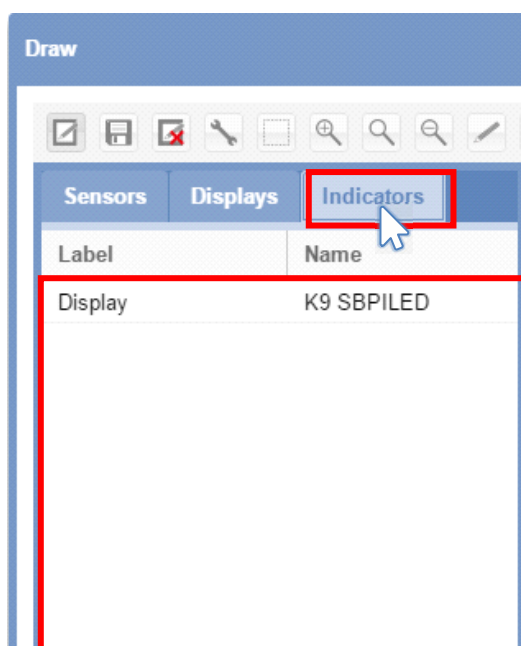 Draw
Sensors Displays Indicators
Label Name
Display K9 SBPILED